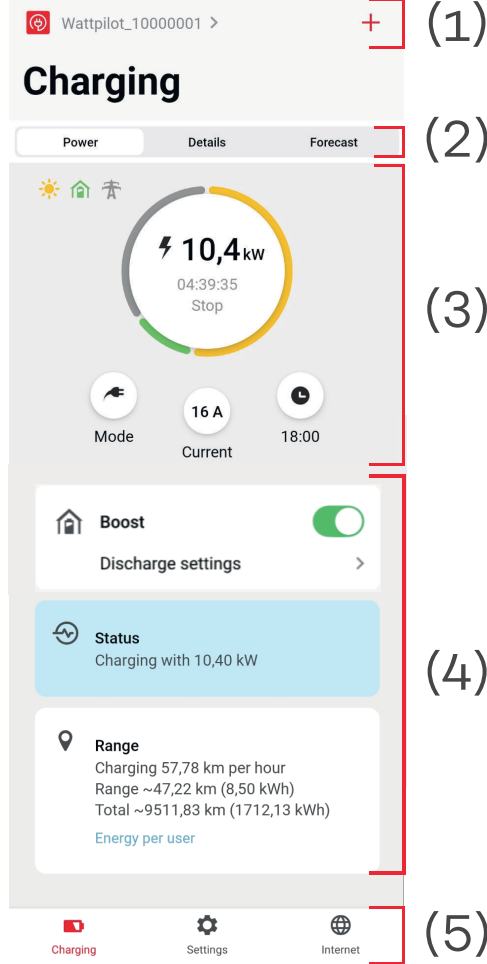 Wattpilot_10000001 >
+
(1)
Charging
Power Details Forecast
(2)
10,4 kW
04:39:35
Stop
(3)
16 A
Mode
Current
18:00
Boost
Discharge settings >
Status
Charging with 10,40 kW
(4)
Range
Charging 57,78 km per hour
Range ~47,22 km (8,50 kWh)
Total ~9511,83 km (1712,13 kWh)
Energy per user
Charging Settings Internet
(5)